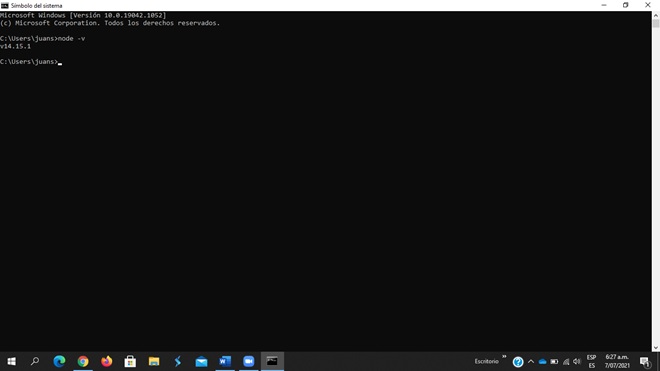 Símbolo del sistema
Microsoft Windows [Versión 10.0.19042.1052]
(c) Microsoft Corporation. Todos los derechos reservados.
C:\Users\juans>node -v
v14.15.1
C:\Users\juans>
Escritorio
ESP
ES
6:27 a.m.
7/07/2021